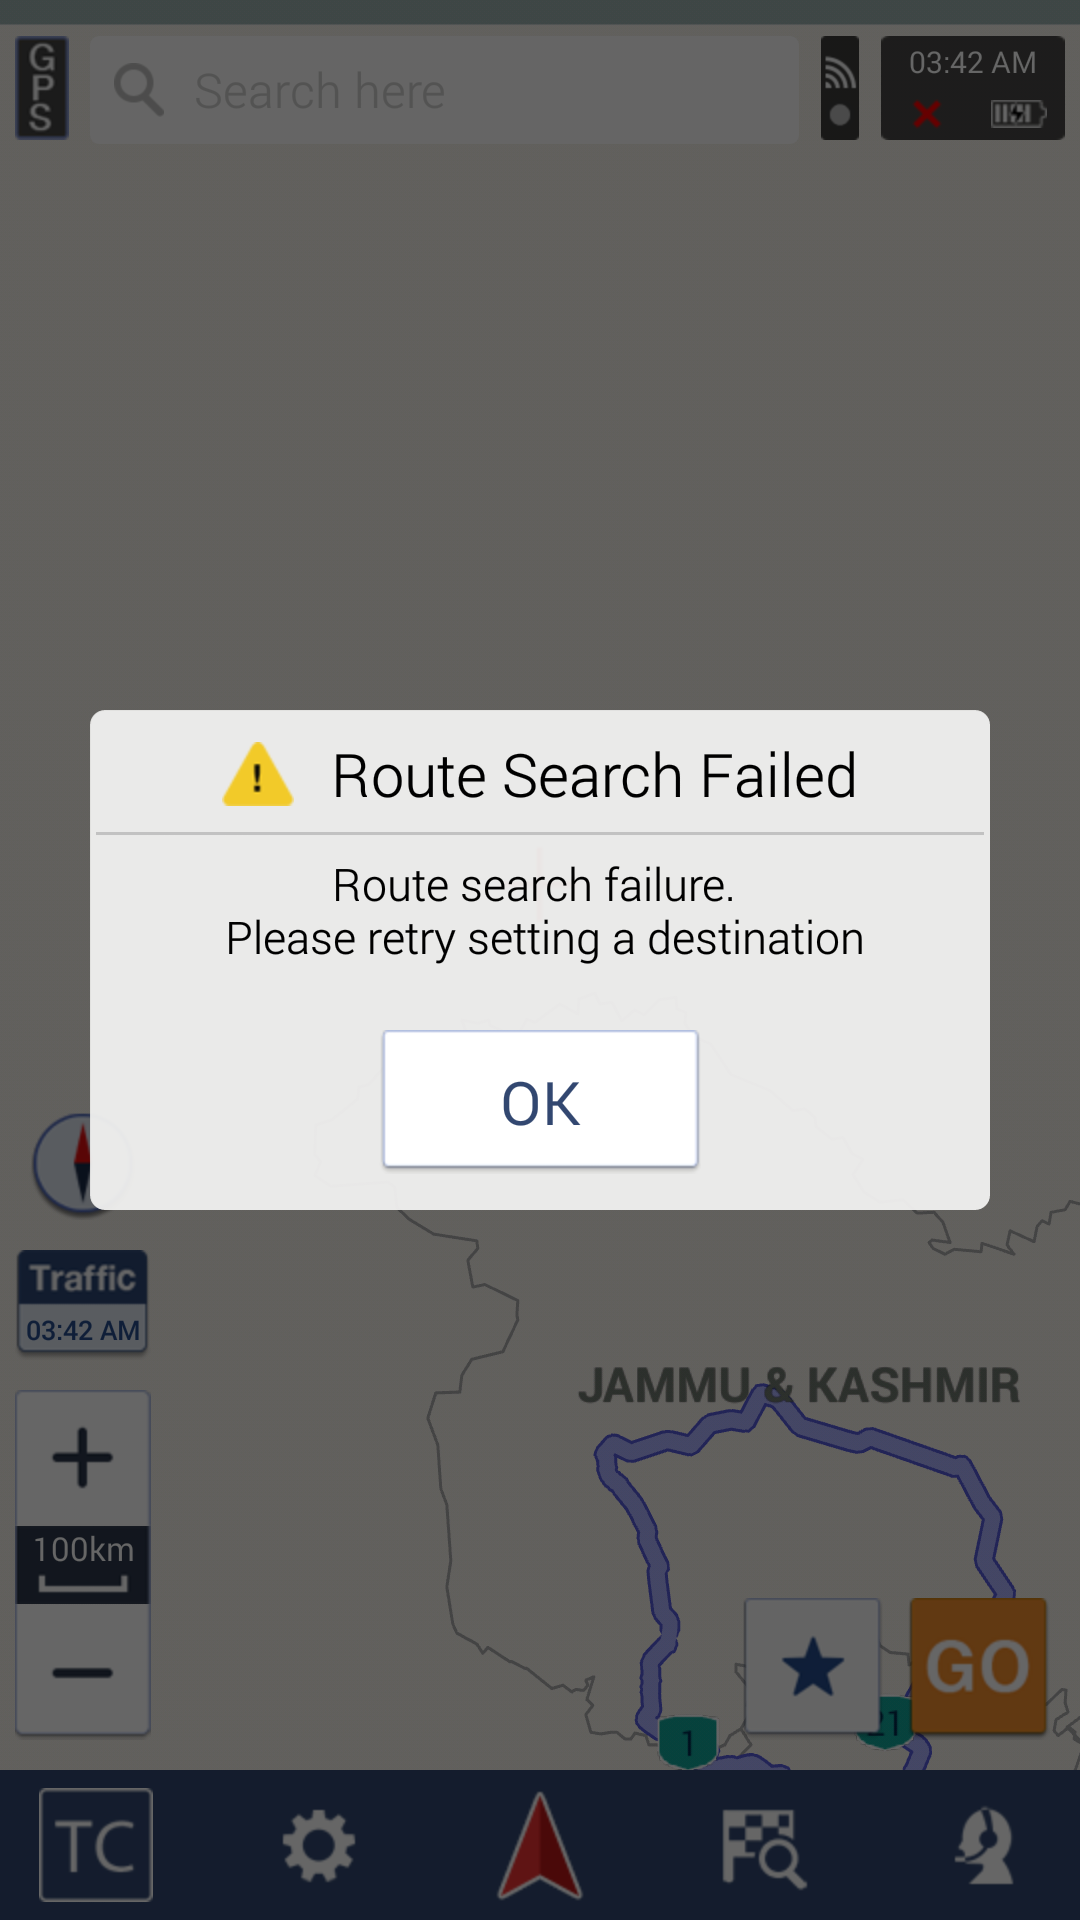 GPS
Search here
03:42 AM
Route Search Failed
Route search failure.
Please retry setting a destination
OK
Traffic
03:42 AM
JAMMU & KASHMIR
+
100km
−
GO
21
1
TC